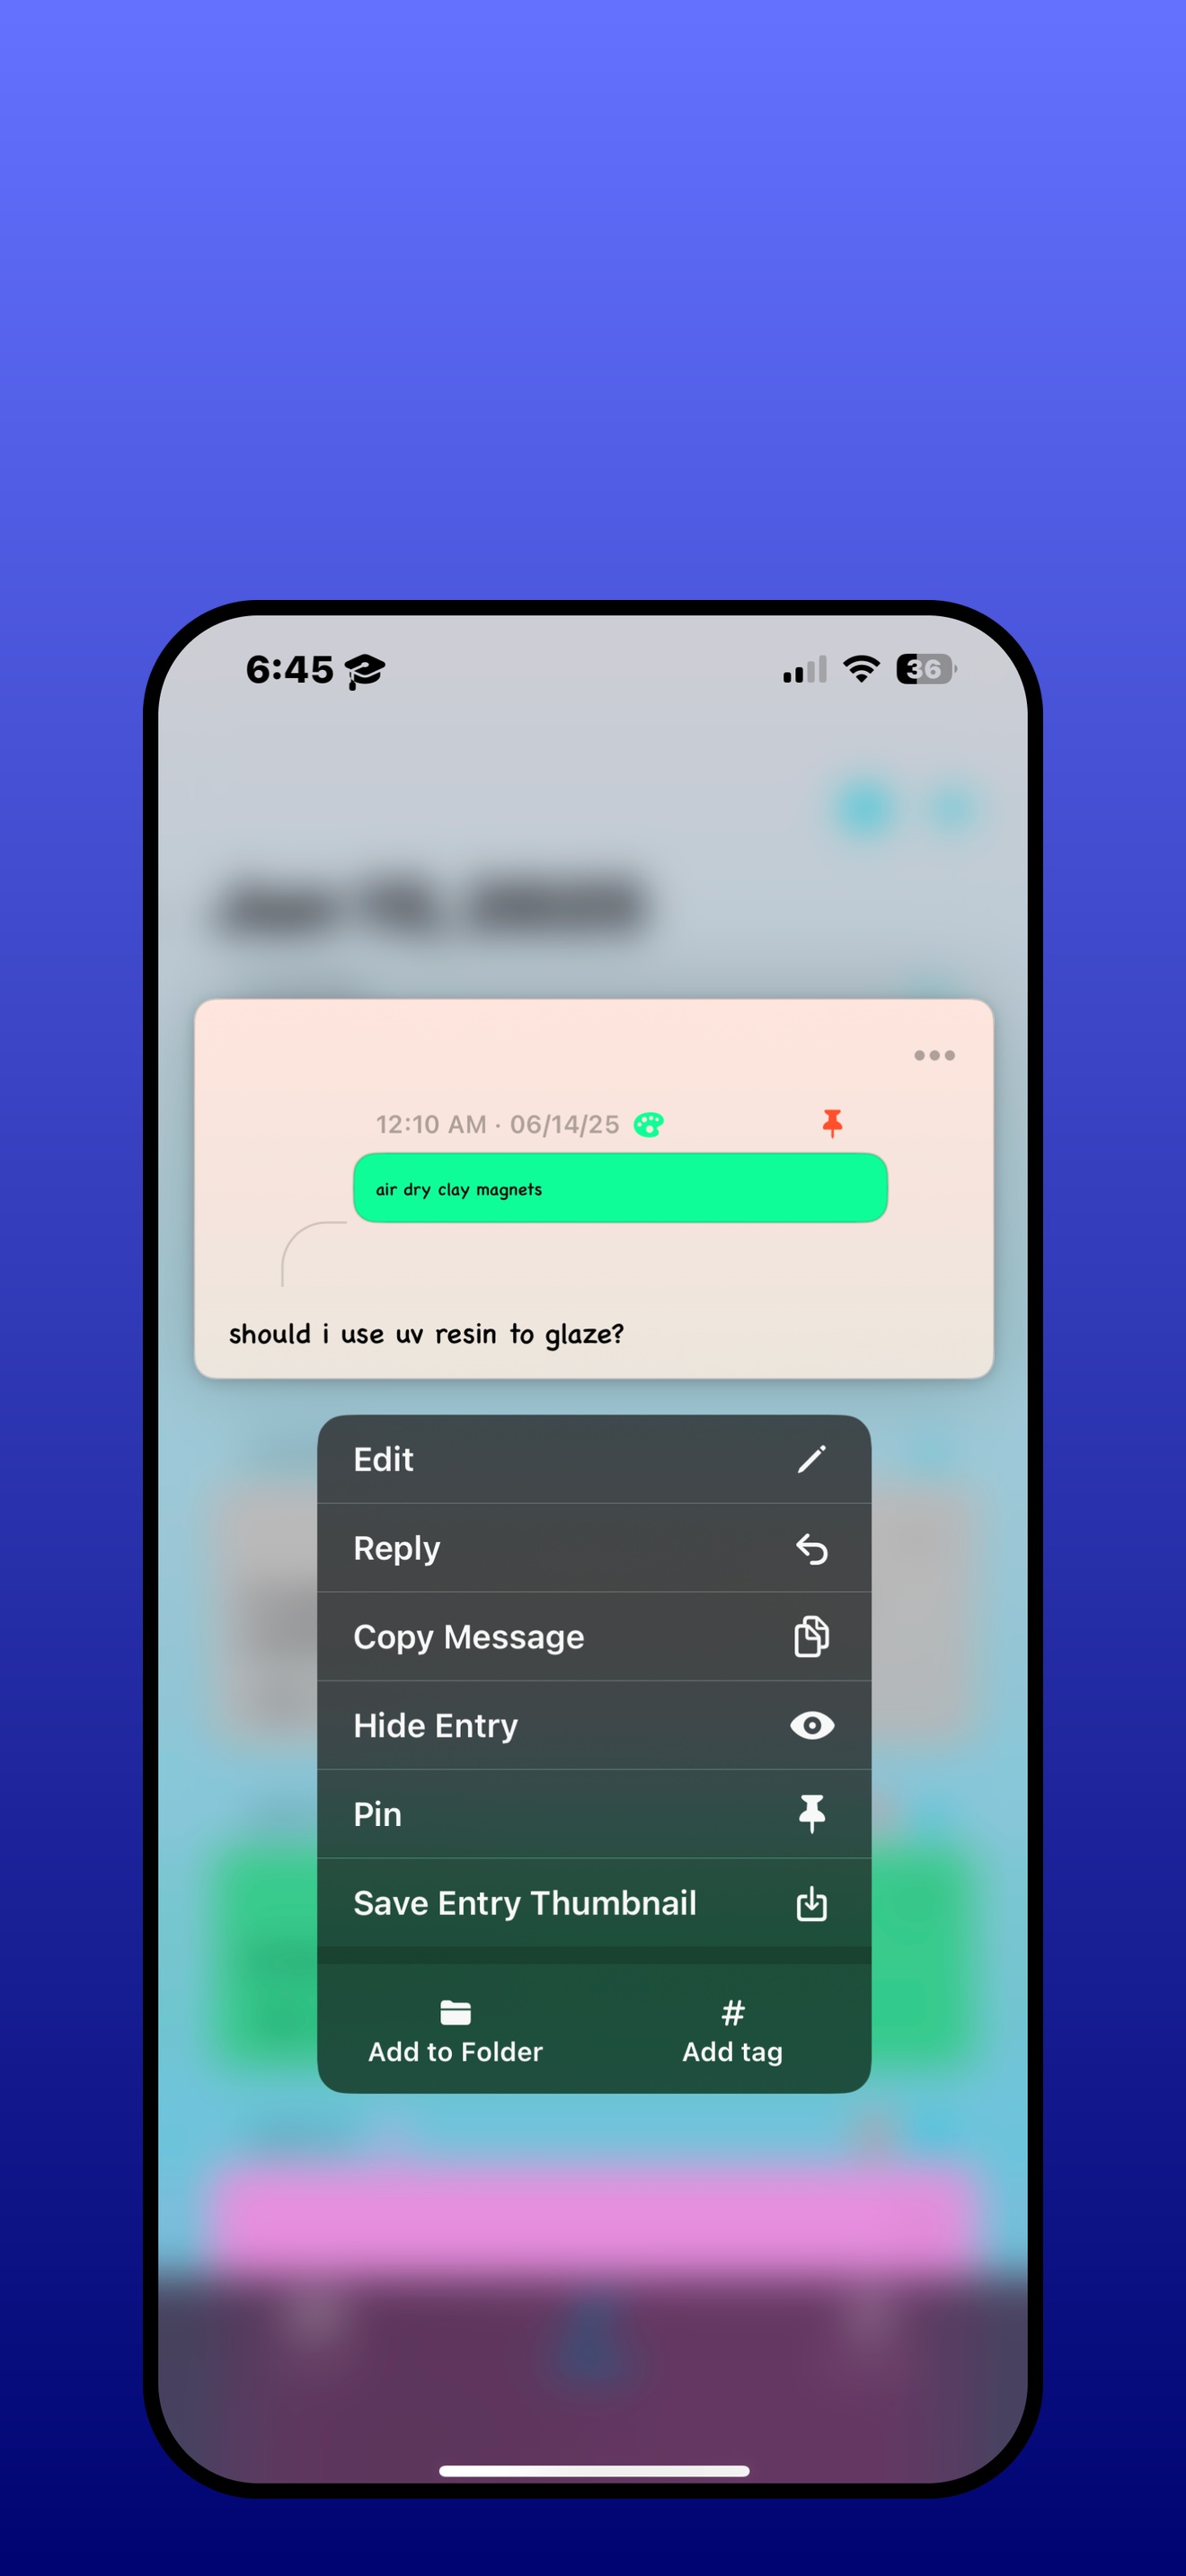 6:45
36
12:10 AM · 06/14/25
air dry clay magnets
should i use uv resin to glaze?
Edit
Reply
Copy Message
Hide Entry
Pin
Save Entry Thumbnail
Add to Folder
# Add tag